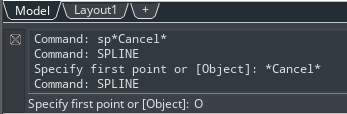 Model Layout1 +
Command: sp*Cancel*
Command: SPLINE
Specify first point or [Object]: *Cancel*
Command: SPLINE
Specify first point or [Object]: O